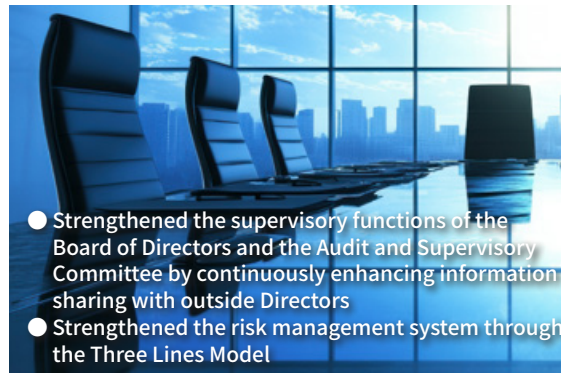 ● Strengthened the supervisory functions of the
Board of Directors and the Audit and Supervisory
Committee by continuously enhancing information
sharing with outside Directors
● Strengthened the risk management system through
the Three Lines Model